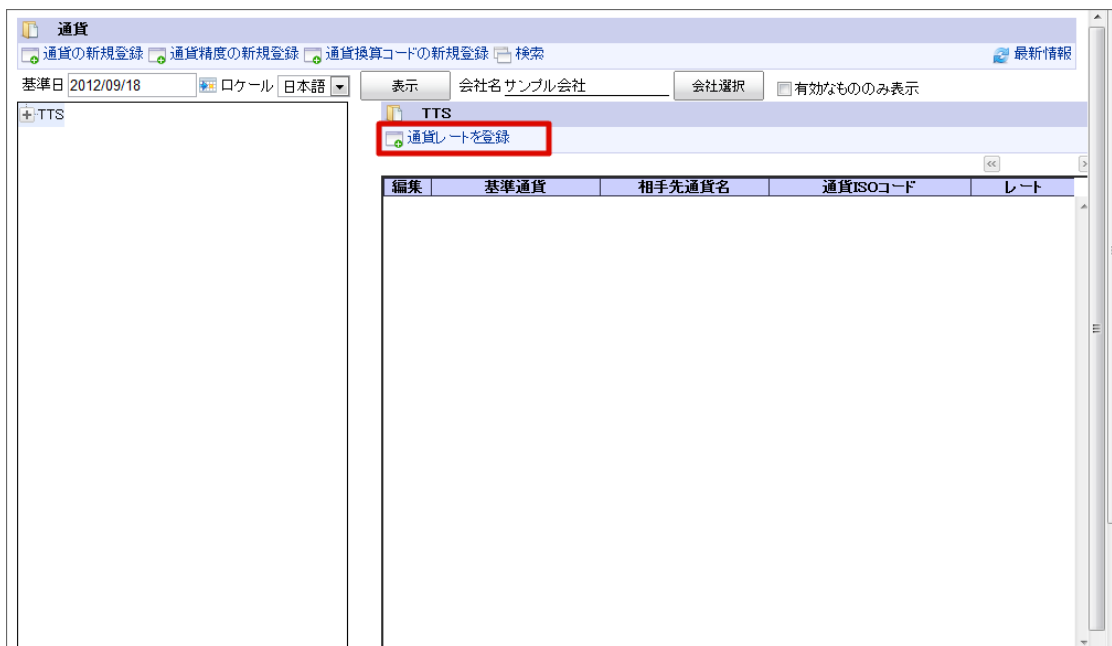 通貨
通貨の新規登録 通貨精度の新規登録 通貨換算コードの新規登録 検索 最新情報
基準日 2012/09/18 ロケール 日本語 表示 会社名 サンプル会社 会社選択 有効なもののみ表示
TTS
TTS
通貨レートを登録
編集 基準通貨 相手先通貨名 通貨ISOコード レート